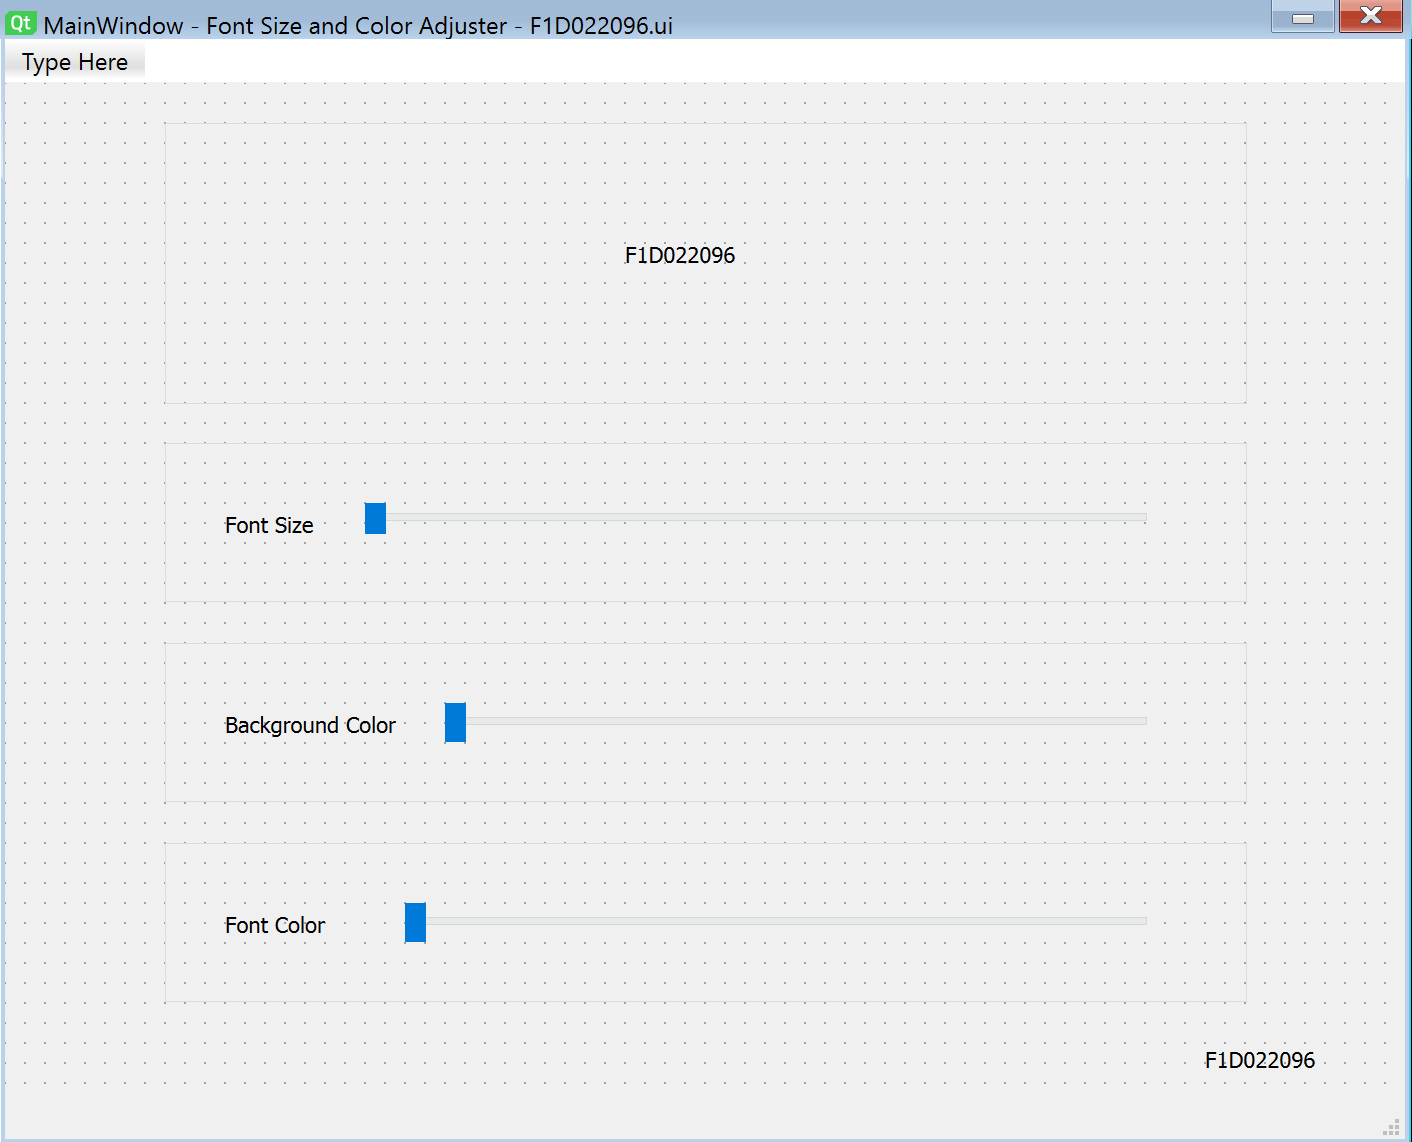 Qt MainWindow - Font Size and Color Adjuster - F1D022096.ui
Type Here
F1D022096
Font Size
Background Color
Font Color
F1D022096